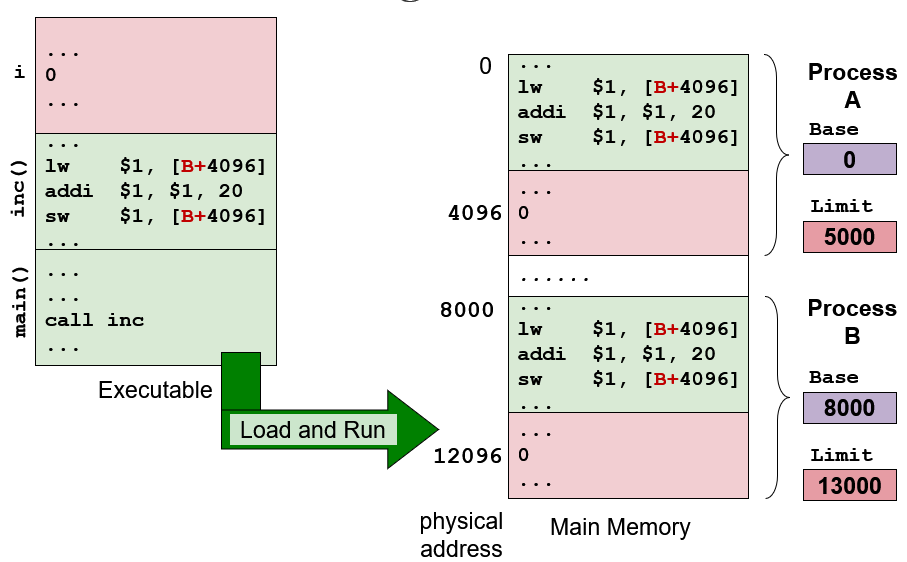 i
...
0
...
inc()
...
lw $1, [B+4096]
addi $1, $1, 20
sw $1, [B+4096]
...
main()
...
...
call inc
...
Executable
Load and Run
0
...
lw $1, [B+4096]
addi $1, $1, 20
sw $1, [B+4096]
...
...
4096 0
...
......
8000
...
lw $1, [B+4096]
addi $1, $1, 20
sw $1, [B+4096]
...
...
12096 0
...
physical
address
Main Memory
Process
A
Base
0
Limit
5000
Process
B
Base
8000
Limit
13000